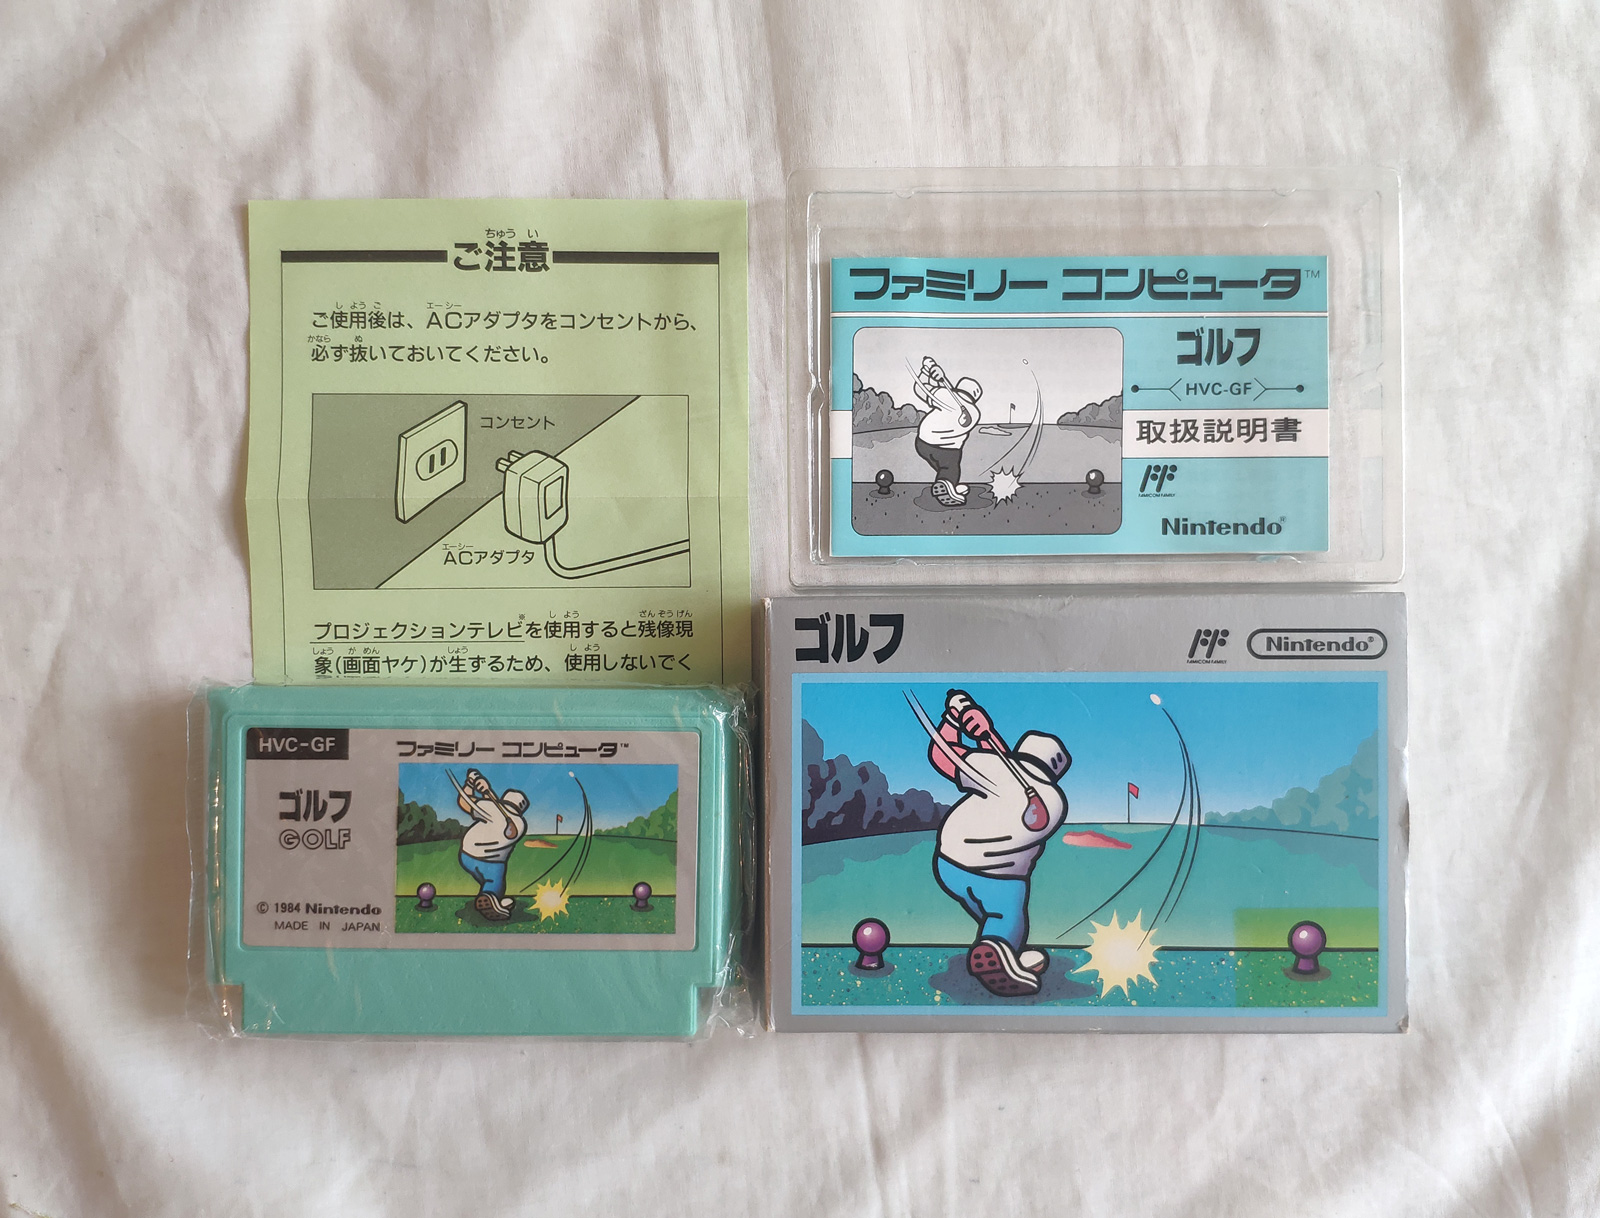 ちゅう い
ご注意
し よう ご
エーシー
ご使用後は、ACアダプタをコンセントから、
かなら
ぬ
必ず抜いておいてください。
コンセント
エーシー
ACアダプタ
※
し よう
ざん ぞう げん
プロジェクションテレビを使用すると残像現
しょう
が めん
しょう
し よう
象(画面ヤケ)が生ずるため、使用しないでく
ファミリー コンピュータ™
ゴルフ
HVC-GF
取扱説明書
FAMICOM FAMILY
Nintendo®
HVC-GF
ファミリー コンピュータ™
ゴルフ
GOLF
© 1984 Nintendo
MADE IN JAPAN
ゴルフ
FAMICOM FAMILY
Nintendo®